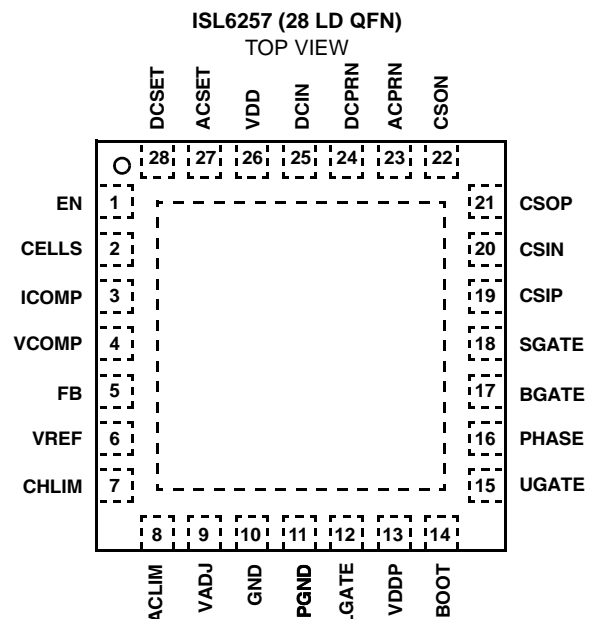 ISL6257 (28 LD QFN)
TOP VIEW
DCSET
ACSET
VDD
DCIN
DCPRN
ACPRN
CSON
28
27
26
25
24
23
22
EN
1
21
CSOP
CELLS
2
20
CSIN
ICOMP
3
19
CSIP
VCOMP
4
18
SGATE
FB
5
17
BGATE
VREF
6
16
PHASE
CHLIM
7
15
UGATE
8
9
10
11
12
13
14
ACLIM
VADJ
GND
PGND
LGATE
VDDP
BOOT